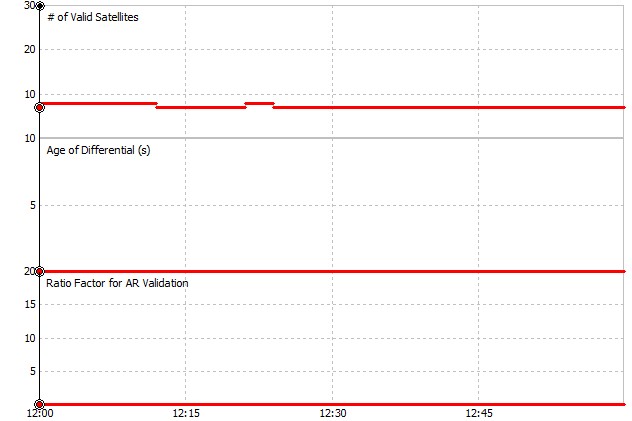 30
# of Valid Satellites
20
10
10
Age of Differential (s)
5
20
Ratio Factor for AR Validation
15
10
5
12:00 12:15 12:30 12:45